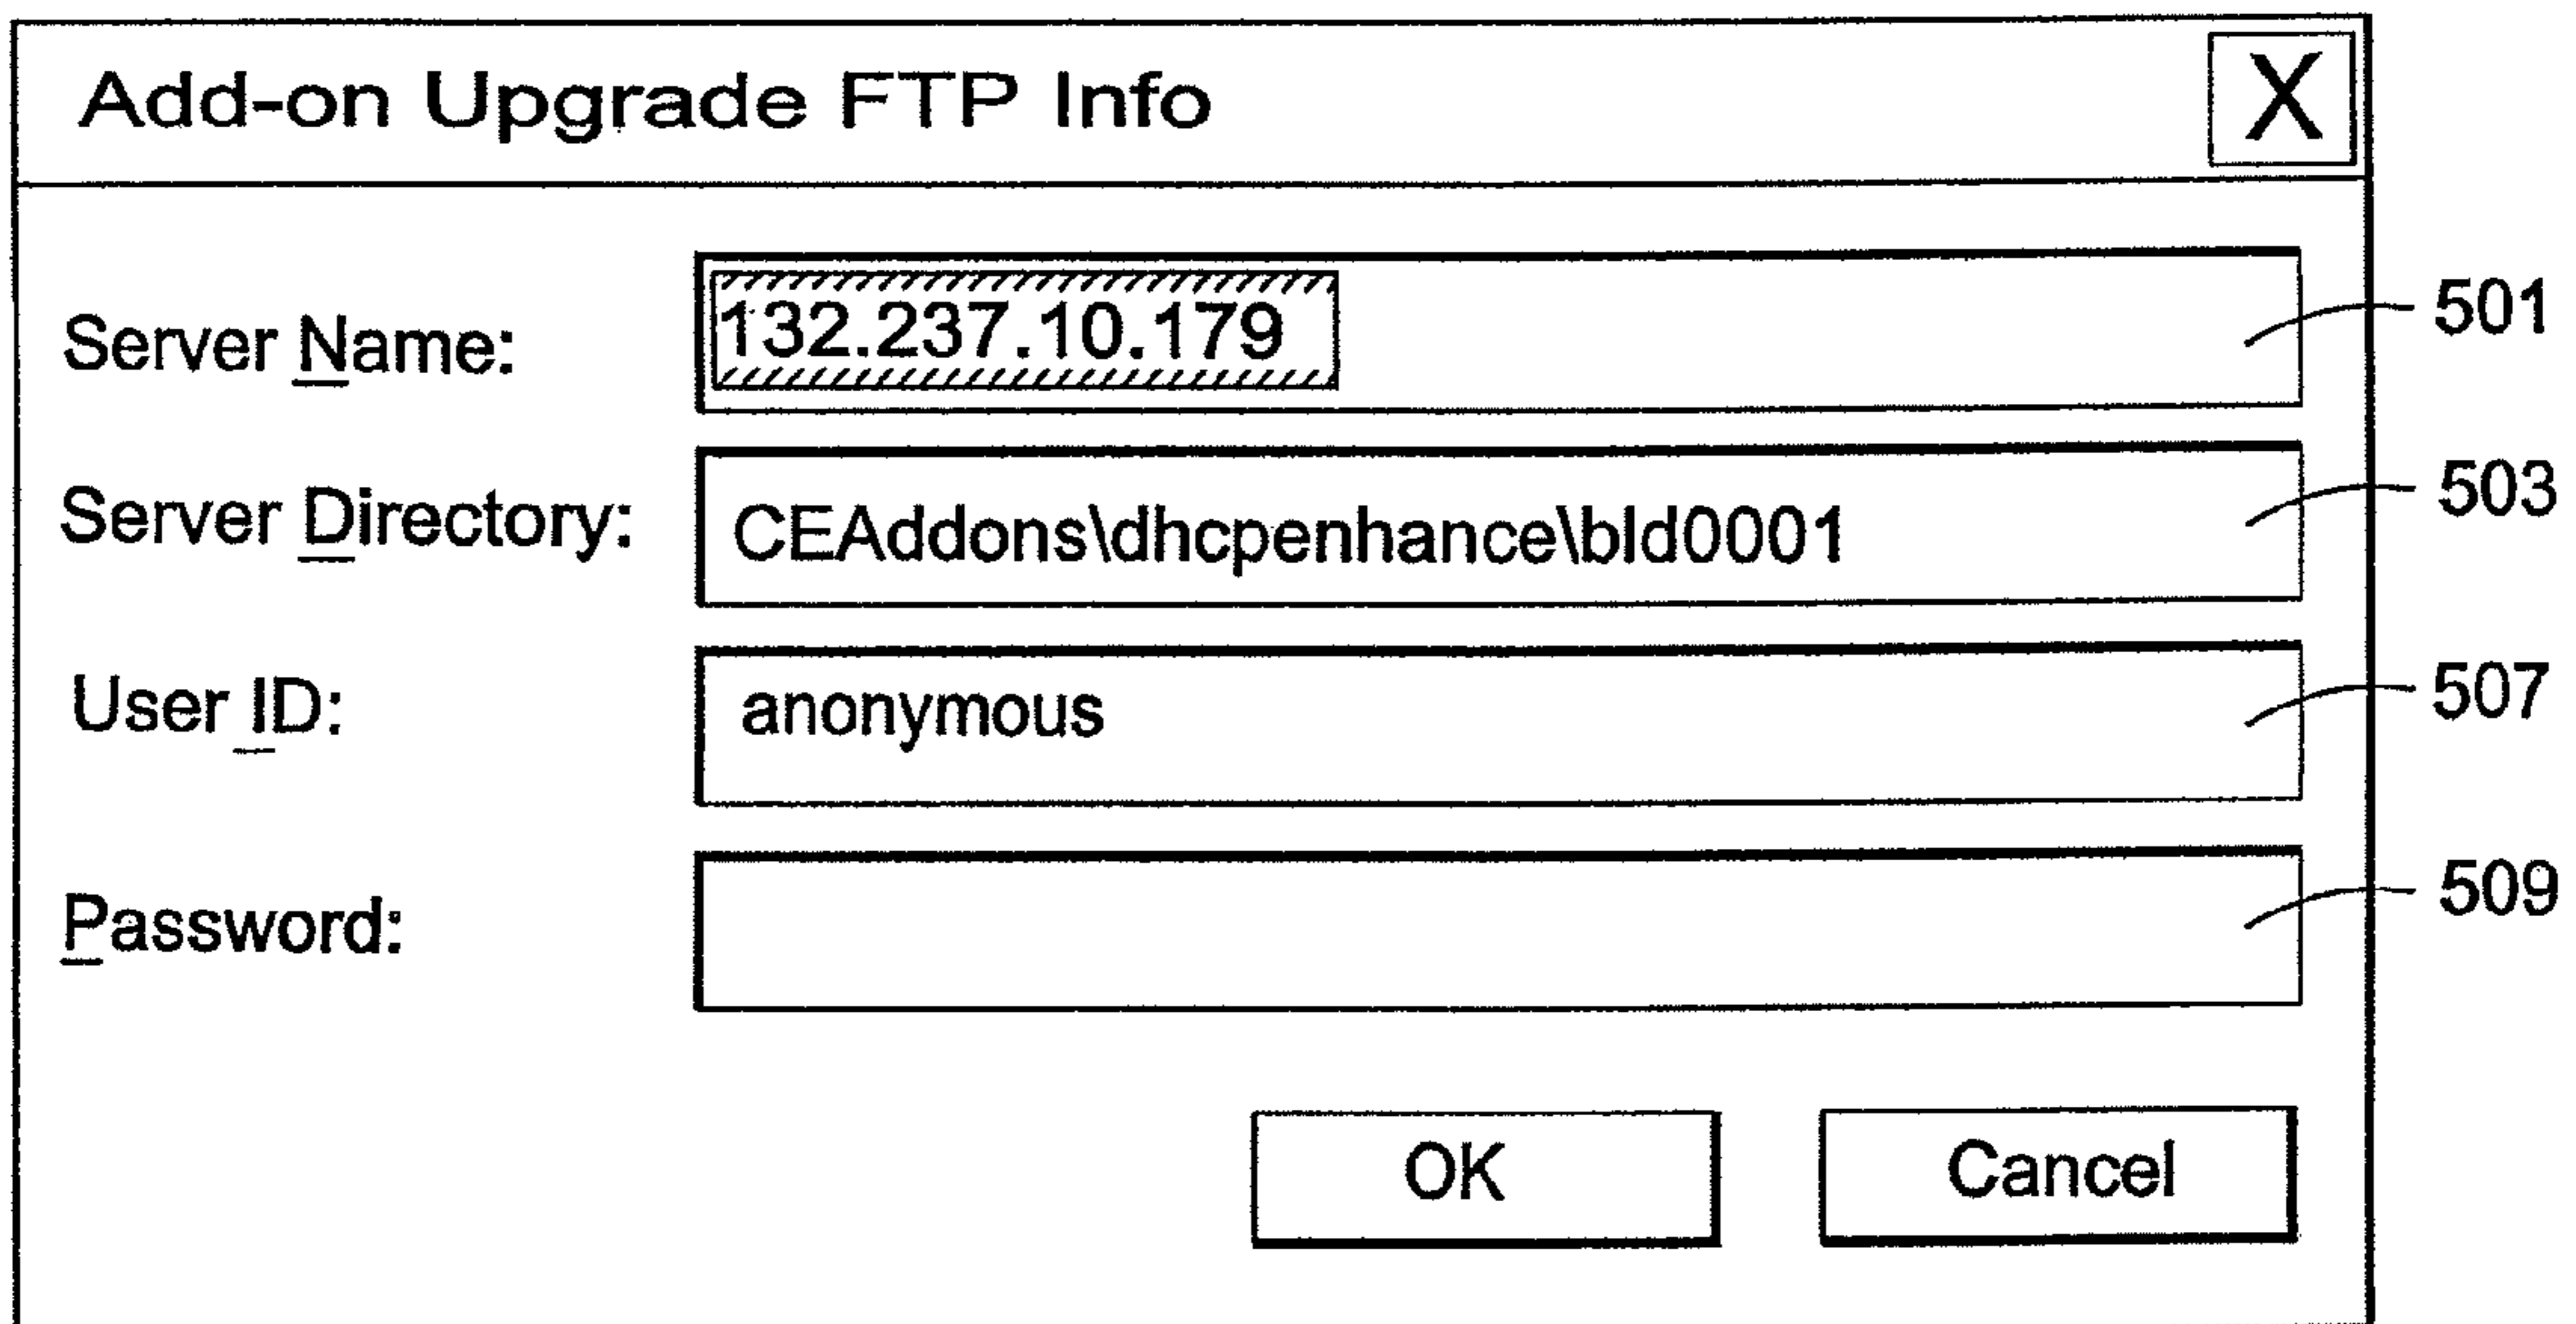 Add-on Upgrade FTP Info X
Server Name: 132.237.10.179 501
Server Directory: CEAddons\dhcpenhance\bld0001 503
User ID: anonymous 507
Password: 509
OK Cancel